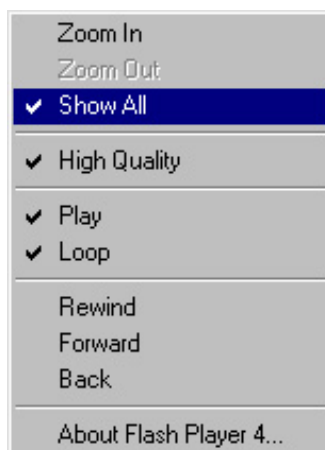 Zoom In
Zoom Out
Show All
High Quality
Play
Loop
Rewind
Forward
Back
About Flash Player 4...